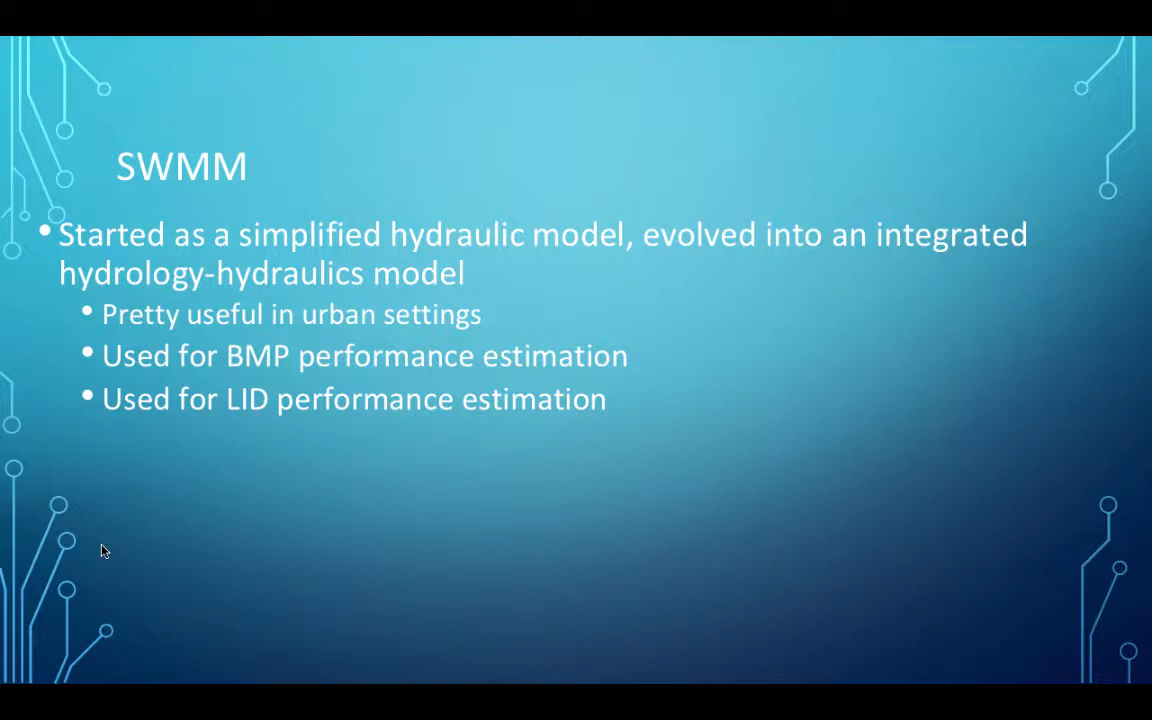 SWMM
• Started as a simplified hydraulic model, evolved into an integrated
hydrology-hydraulics model
• Pretty useful in urban settings
• Used for BMP performance estimation
• Used for LID performance estimation